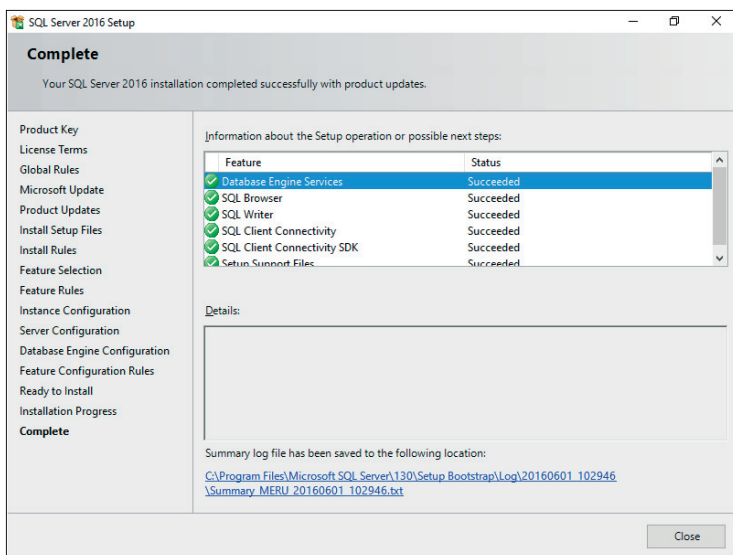 SQL Server 2016 Setup
Complete
Your SQL Server 2016 installation completed successfully with product updates.
Product Key
License Terms
Global Rules
Microsoft Update
Product Updates
Install Setup Files
Install Rules
Feature Selection
Feature Rules
Instance Configuration
Server Configuration
Database Engine Configuration
Feature Configuration Rules
Ready to Install
Installation Progress
Complete
Information about the Setup operation or possible next steps:
Feature Status
Database Engine Services Succeeded
SQL Browser Succeeded
SQL Writer Succeeded
SQL Client Connectivity Succeeded
SQL Client Connectivity SDK Succeeded
Setup Support Files Succeeded
Details:
Summary log file has been saved to the following location:
C:\Program Files\Microsoft SQL Server\130\Setup Bootstrap\Log\20160601_102946
\Summary_MERU_20160601_102946.txt
Close